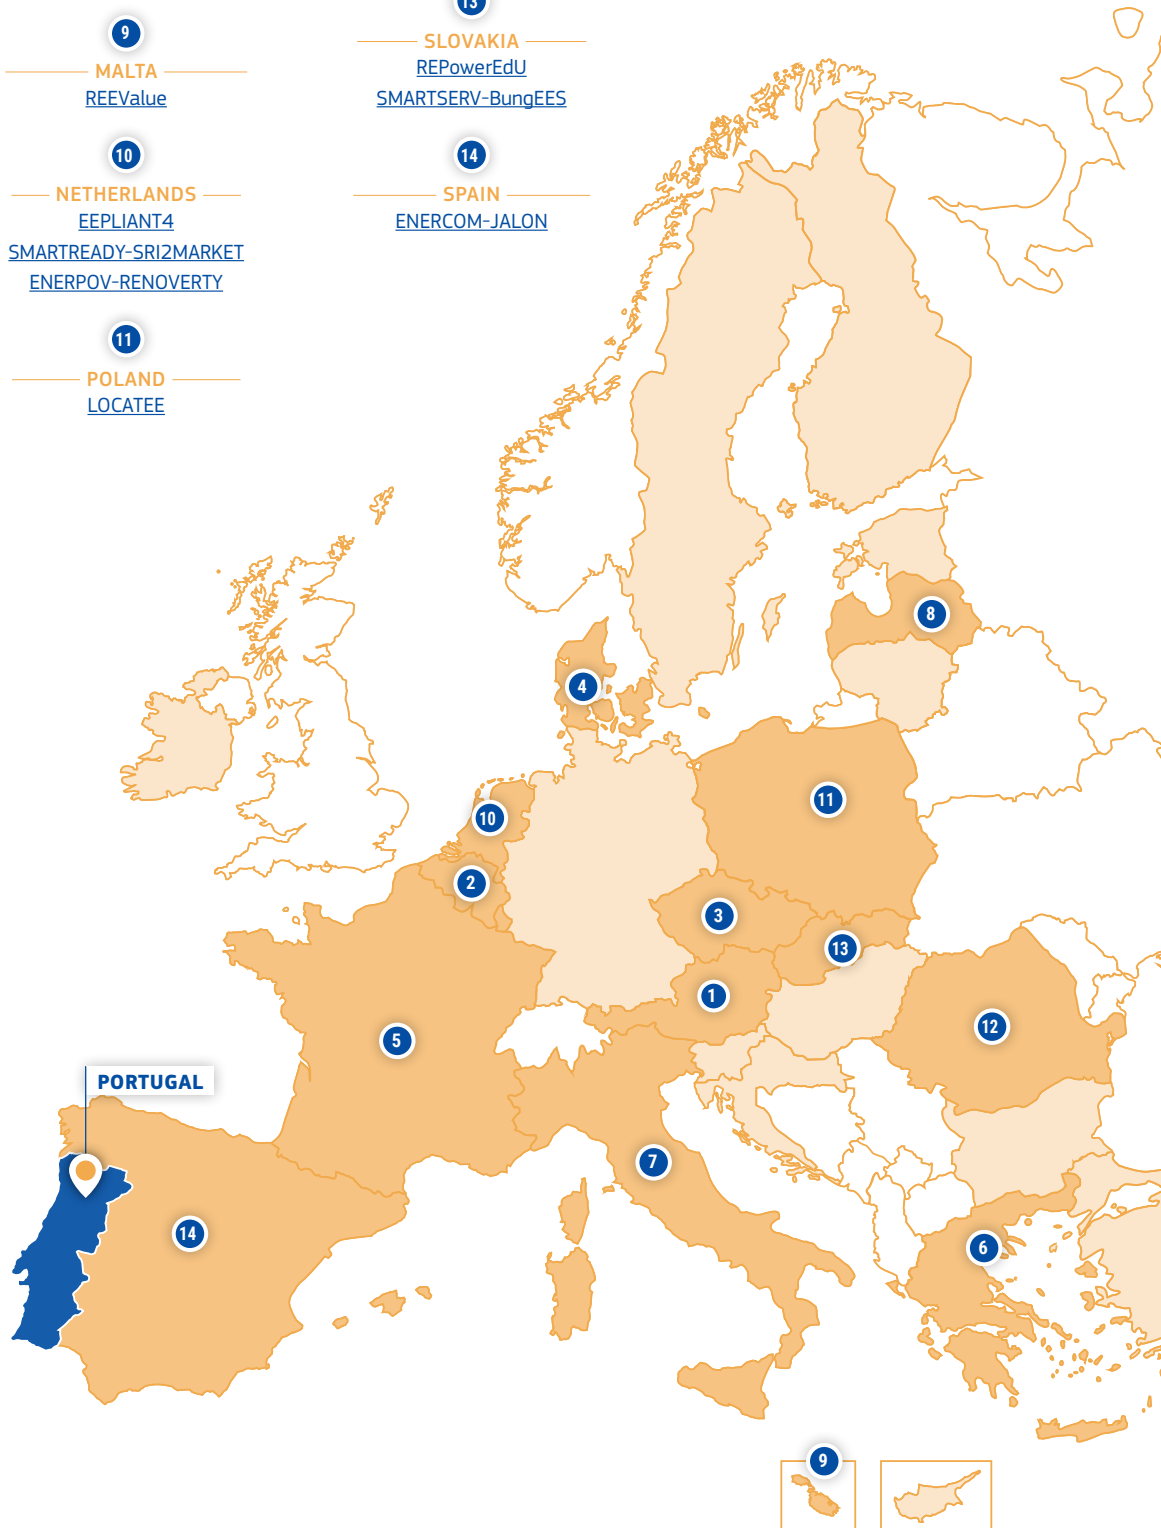 9
MALTA
REEValue
10
NETHERLANDS
EEPLIANT4
SMARTREADY-SRI2MARKET
ENERPOV-RENOVERTY
11
POLAND
LOCATEE
13
SLOVAKIA
REPowerEdU
SMARTSERV-BungEES
14
SPAIN
ENERCOM-JALON
8
4
11
10
2
3
13
1
12
5
PORTUGAL
7
14
6
9